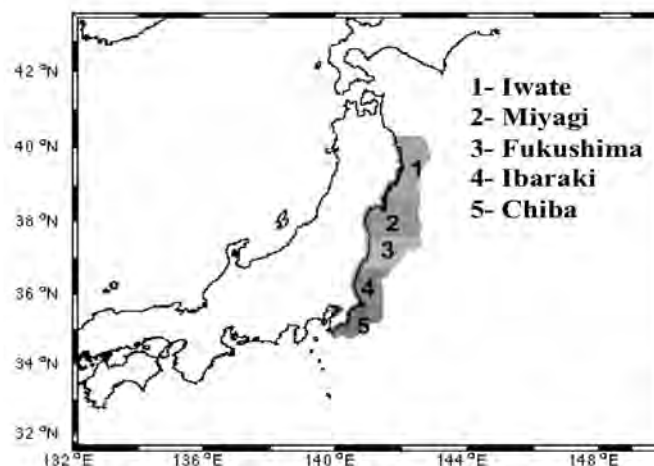 42 °N
40 °N
38 °N
36 °N
34 °N
32 °N
132 °E
136 °E
140 °E
144 °E
148 °E
1- Iwate
2- Miyagi
3- Fukushima
4- Ibaraki
5- Chiba
1
2
3
4
5